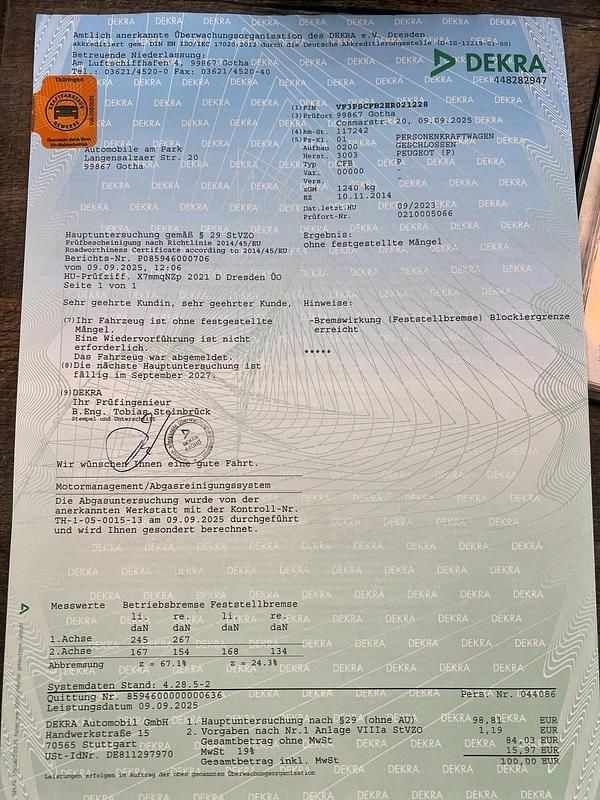 Amtlich anerkannte Überwachungsorganisation des DEKRA e.V. Dresden
akkreditiert gem. DIN EN ISO/IEC 17020:2012 durch die Deutsche Akkreditierungsstelle (D-IS-11219-01-00)
Betreuende Niederlassung:
Am Luftschiffhafen 4, 99867 Gotha
Tel.: 03621/4520-0 Fax: 03621/4520-40
DEKRA
448282947
Thüringen
Automobile am Park
Langensalzaer Str. 20
99867 Gotha
(1) FIN VF3PSCFB2HR021228
(3) Prüfort 99867 Gotha
Cosmarstr. 20, 09.09.2025
(4) km-St. 117242
(5) Fz-Kl. 01 PERSONENKRAFTWAGEN
Aufbau 0200 GESCHLOSSEN
Herst. 3003 PEUGEOT (F)
Typ CFB P
Var. 00000 -
Vers. -
zGM 1240 kg
EZ 10.11.2014
Dat.letzt.HU 09/2023
Prüfort-Nr. 0210005066
Hauptuntersuchung gemäß § 29 StVZO
Prüfbescheinigung nach Richtlinie 2014/45/EU
Roadworthiness Certificate according to 2014/45/EU
Berichts-Nr. P085946000706
vom 09.09.2025, 12:06
HU-Prüfziff. X7mmqNZp 2021 D Dresden ÜO
Seite 1 von 1
Ergebnis:
ohne festgestellte Mängel
Sehr geehrte Kundin, sehr geehrter Kunde,
(7) Ihr Fahrzeug ist ohne festgestellte
Mängel.
Eine Wiedervorführung ist nicht
erforderlich.
Das Fahrzeug war abgemeldet.
(8) Die nächste Hauptuntersuchung ist
fällig im September 2027.
Hinweise:
-Bremswirkung (Feststellbremse) Blockiergrenze
erreicht
*****
(9) DEKRA
Ihr Prüfingenieur
B.Eng. Tobias Steinbrück
Stempel und Unterschrift
Wir wünschen Ihnen eine gute Fahrt.
Motormanagement/Abgasreinigungssystem
Die Abgasuntersuchung wurde von der
anerkannten Werkstatt mit der Kontroll-Nr.
TH-1-05-0015-13 am 09.09.2025 durchgeführt
und wird Ihnen gesondert berechnet.
Messwerte Betriebsbremse Feststellbremse
li. re. li. re.
daN daN daN daN
1.Achse 245 267
2.Achse 167 154 168 134
Abbremsung z = 67.1% z = 24.3%
Systemdaten Stand: 4.28.5-2
Quittung Nr. 8594600000000636 Pers. Nr. 044086
Leistungsdatum 09.09.2025
DEKRA Automobil GmbH
Handwerkstraße 15
70565 Stuttgart
USt-IdNr. DE811297970
1. Hauptuntersuchung nach §29 (ohne AU) 98,81 EUR
2. Vorgaben nach Nr.1 Anlage VIIIa StVZO 1,19 EUR
Gesamtbetrag ohne MwSt 84,03 EUR
MwSt 19% 15,97 EUR
Gesamtbetrag inkl. MwSt 100,00 EUR
Leistungen erfolgen im Auftrag der oben genannten Überwachungsorganisation